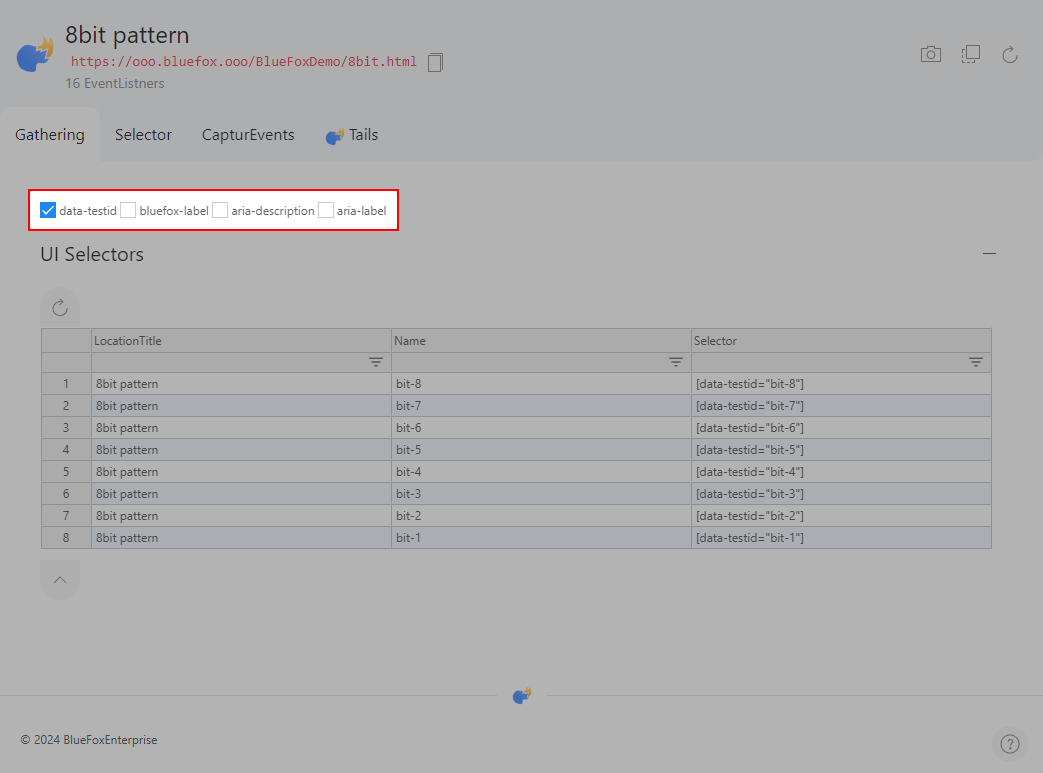 8bit pattern
https://ooo.bluefox.ooo/BlueFoxDemo/8bit.html
16 EventListners
Gathering Selector CapturEvents Tails
data-testid bluefox-label aria-description aria-label
UI Selectors
LocationTitle Name Selector
1 8bit pattern bit-8 [data-testid="bit-8"]
2 8bit pattern bit-7 [data-testid="bit-7"]
3 8bit pattern bit-6 [data-testid="bit-6"]
4 8bit pattern bit-5 [data-testid="bit-5"]
5 8bit pattern bit-4 [data-testid="bit-4"]
6 8bit pattern bit-3 [data-testid="bit-3"]
7 8bit pattern bit-2 [data-testid="bit-2"]
8 8bit pattern bit-1 [data-testid="bit-1"]
© 2024 BlueFoxEnterprise
?